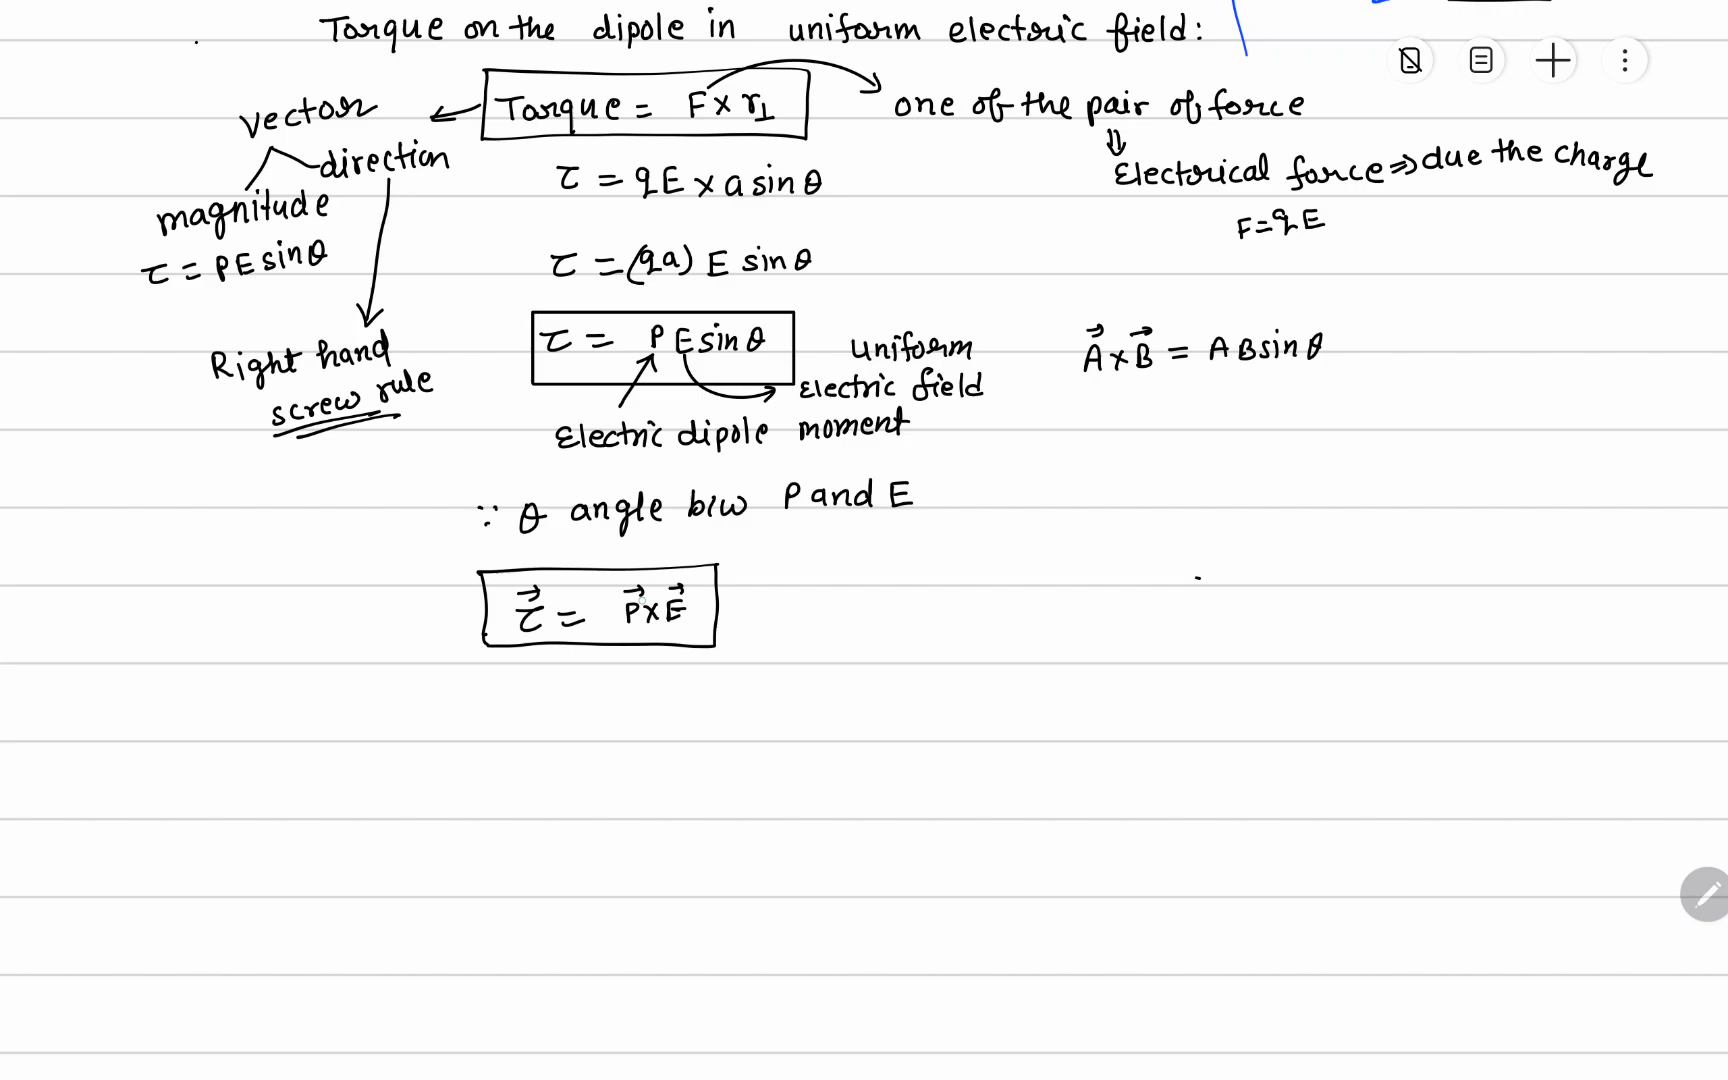 Torque on the dipole in uniform electric field:
Torque = F × r⊥
one of the pair of force
vector
direction
magnitude
τ = PE sin θ
Right hand
screw rule
⇓
Electrical force ⇒ due the charge
F = qE
τ = qE × a sin θ
τ = (qa) E sin θ
τ = P E sin θ
Uniform
Electric field
Electric dipole moment
A⃗ × B⃗ = AB sin θ
∵ θ angle b/w P and E
τ⃗ = P⃗ × E⃗